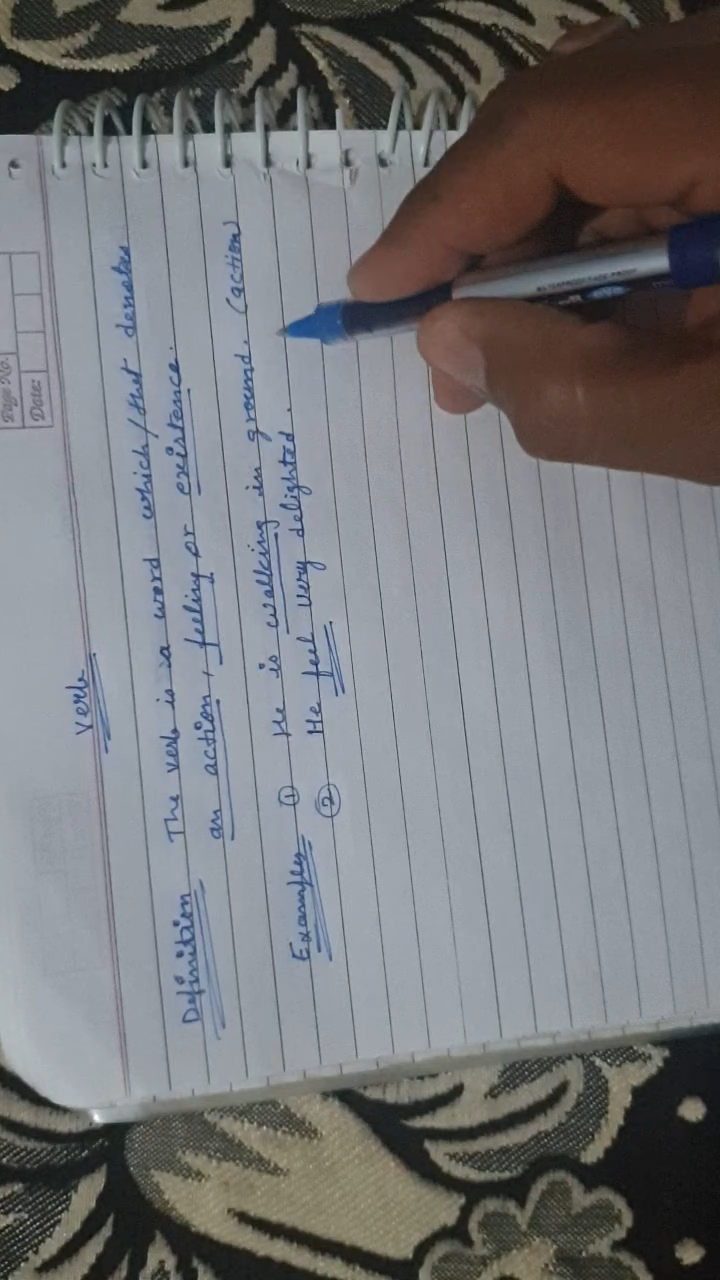 Page No.
Date:
Verb
Definition The verb is a word which/that denotes
an action, feeling or existence.
Examples ① He is walking in ground. (action)
② He feel very delighted.